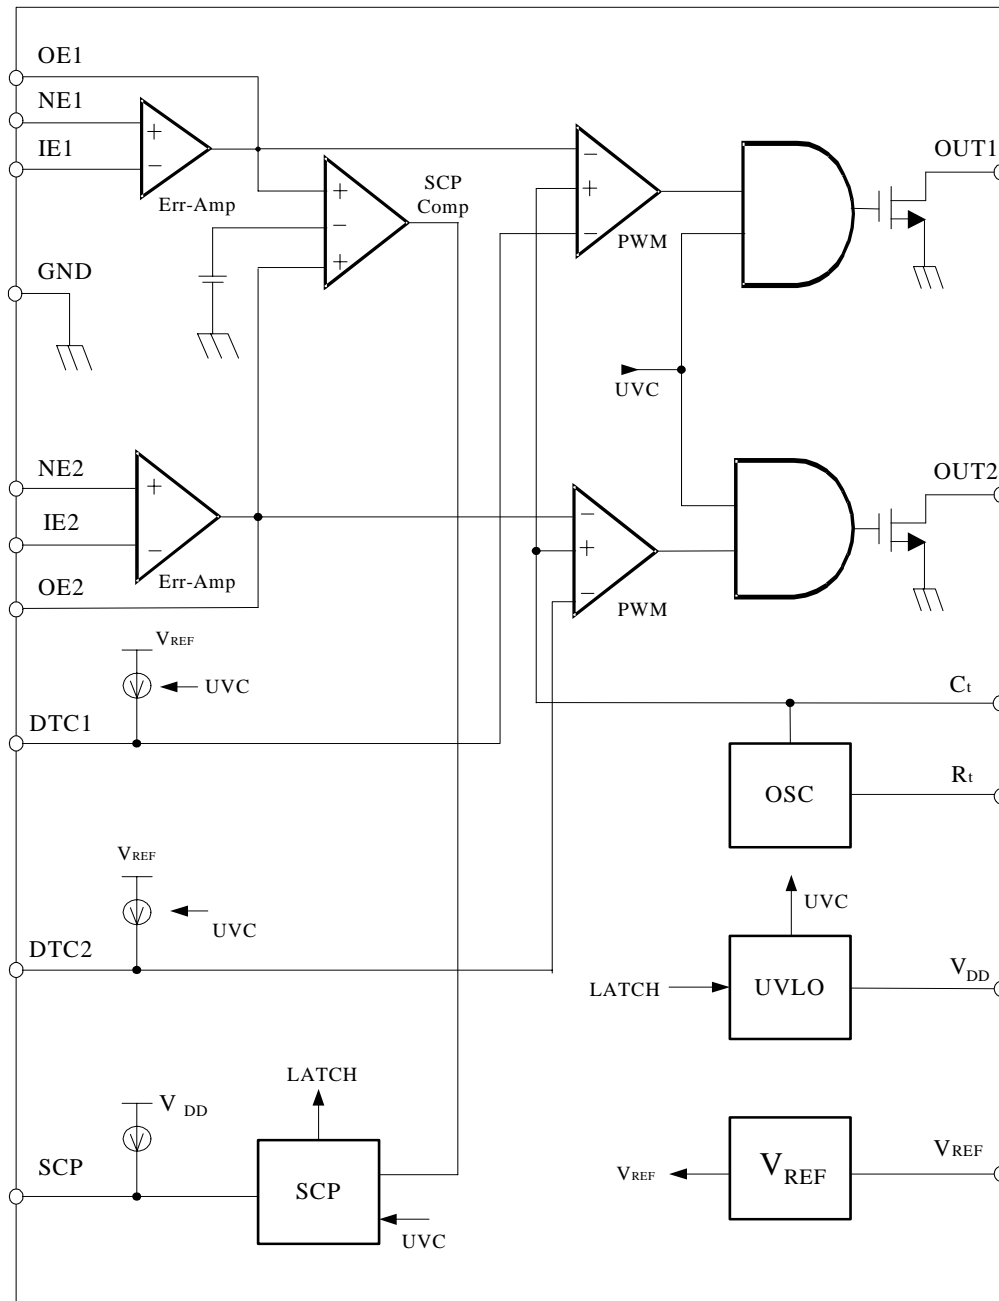 OE1
NE1
IE1
+
−
Err-Amp
GND
+
−
+
SCP
Comp
−
+
−
PWM
OUT1
UVC
NE2
IE2
OE2
+
−
Err-Amp
−
+
−
PWM
OUT2
VREF
UVC
DTC1
Ct
OSC
Rt
VREF
UVC
DTC2
UVC
LATCH
UVLO
VDD
LATCH
V DD
SCP
SCP
UVC
VREF
VREF
VREF